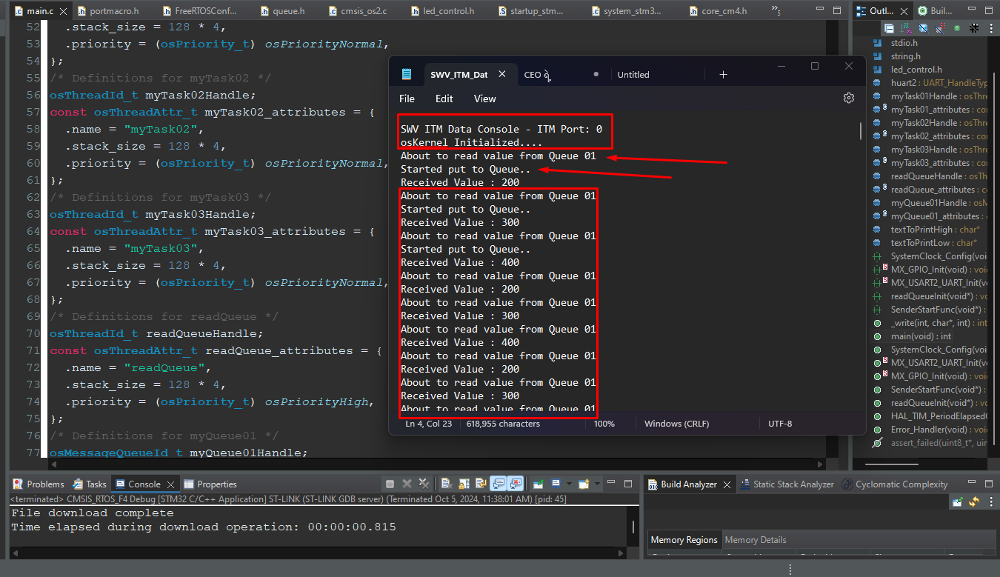 main.c
portmacro.h
FreeRTOSConf...
queue.h
cmsis_os2.c
led_control.h
startup_stm...
system_stm3...
core_cm4.h
»5
Outl...
Buil...
52 .stack_size = 128 * 4,
53 .priority = (osPriority_t) osPriorityNormal,
54 };
55 /* Definitions for myTask02 */
56 osThreadId_t myTask02Handle;
57 const osThreadAttr_t myTask02_attributes = {
58 .name = "myTask02",
59 .stack_size = 128 * 4,
60 .priority = (osPriority_t) osPriorityNormal,
61 };
62 /* Definitions for myTask03 */
63 osThreadId_t myTask03Handle;
64 const osThreadAttr_t myTask03_attributes = {
65 .name = "myTask03",
66 .stack_size = 128 * 4,
67 .priority = (osPriority_t) osPriorityNormal,
68 };
69 /* Definitions for readQueue */
70 osThreadId_t readQueueHandle;
71 const osThreadAttr_t readQueue_attributes = {
72 .name = "readQueue",
73 .stack_size = 128 * 4,
74 .priority = (osPriority_t) osPriorityHigh,
75 };
76 /* Definitions for myQueue01 */
77 osMessageQueueId_t myQueue01Handle;
SWV_ITM_Dat
CEO
Untitled
File Edit View
SWV ITM Data Console - ITM Port: 0
osKernel Initialized....
About to read value from Queue 01
Started put to Queue..
Received Value : 200
About to read value from Queue 01
Started put to Queue..
Received Value : 300
About to read value from Queue 01
Started put to Queue..
Received Value : 400
About to read value from Queue 01
Received Value : 200
About to read value from Queue 01
Received Value : 300
About to read value from Queue 01
Received Value : 400
About to read value from Queue 01
Received Value : 200
About to read value from Queue 01
Received Value : 300
About to read value from Queue 01
Ln 4, Col 23 618,955 characters 100% Windows (CRLF) UTF-8
stdio.h
string.h
led_control.h
huart2 : UART_HandleTyp
myTask01Handle : osThre
myTask01_attributes : cor
myTask02Handle : osThre
myTask02_attributes : cor
myTask03Handle : osThre
myTask03_attributes : cor
readQueueHandle : osTh
readQueue_attributes : co
myQueue01Handle : osM
myQueue01_attributes :
textToPrintHigh : char*
textToPrintLow : char*
SystemClock_Config(voi
MX_GPIO_Init(void) : voi
MX_USART2_UART_Init(v
readQueueInit(void*) : vo
SenderStartFunc(void*) :
_write(int, char*, int) : int
main(void) : int
SystemClock_Config(voi
MX_USART2_UART_Init(v
MX_GPIO_Init(void) : void
SenderStartFunc(void*) :
readQueueInit(void*) : vo
HAL_TIM_PeriodElapsedC
Error_Handler(void) : voi
assert_failed(uint8_t*, uin
Problems Tasks Console Properties
<terminated> CMSIS_RTOS_F4 Debug [STM32 C/C++ Application] ST-LINK (ST-LINK GDB server) (Terminated Oct 5, 2024, 11:38:01 AM) [pid: 45]
File download complete
Time elapsed during download operation: 00:00:00.815
Build Analyzer Static Stack Analyzer Cyclomatic Complexity
Memory Regions Memory Details